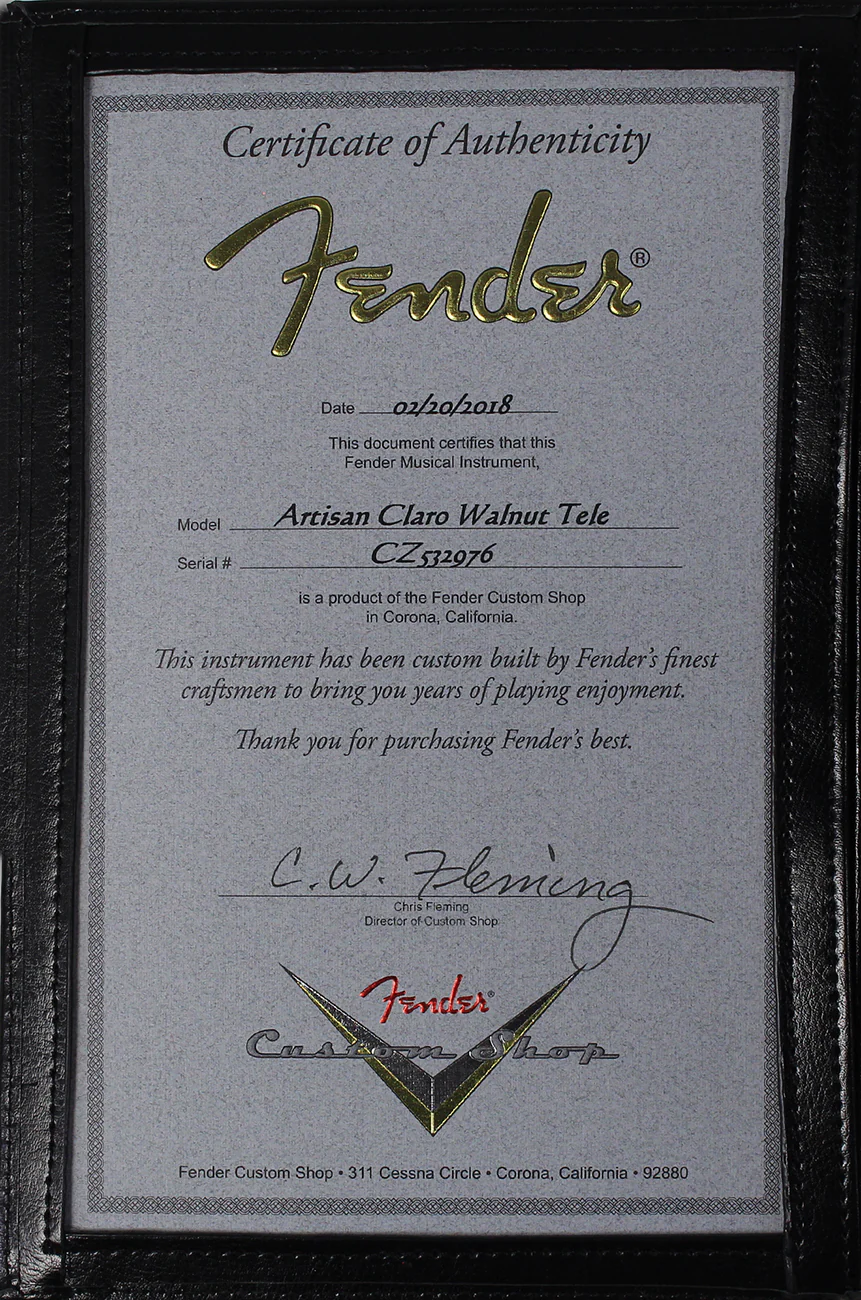 Certificate of Authenticity
Fender®
Date 02/20/2018
This document certifies that this
Fender Musical Instrument,
Model Artisan Claro Walnut Tele
Serial # CZ532976
is a product of the Fender Custom Shop
in Corona, California.
This instrument has been custom built by Fender's finest
craftsmen to bring you years of playing enjoyment.
Thank you for purchasing Fender's best.
C. W. Fleming
Chris Fleming
Director of Custom Shop
Fender®
Custom Shop
Fender Custom Shop • 311 Cessna Circle • Corona, California • 92880